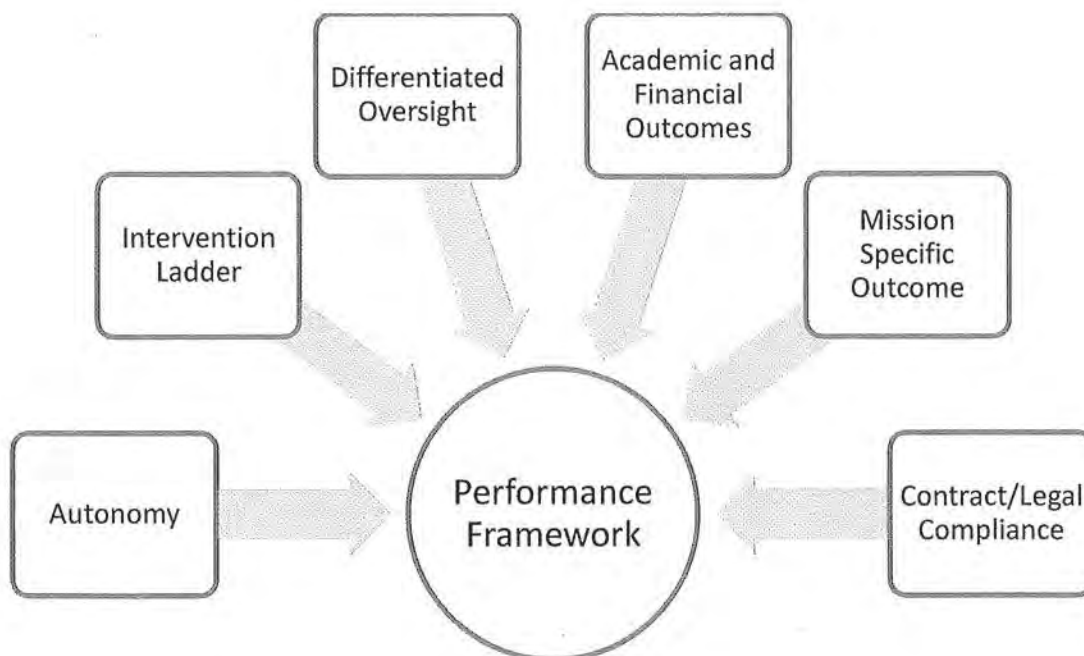 Differentiated
Oversight
Academic and
Financial
Outcomes
Intervention
Ladder
Mission
Specific
Outcome
Autonomy
Performance
Framework
Contract/Legal
Compliance